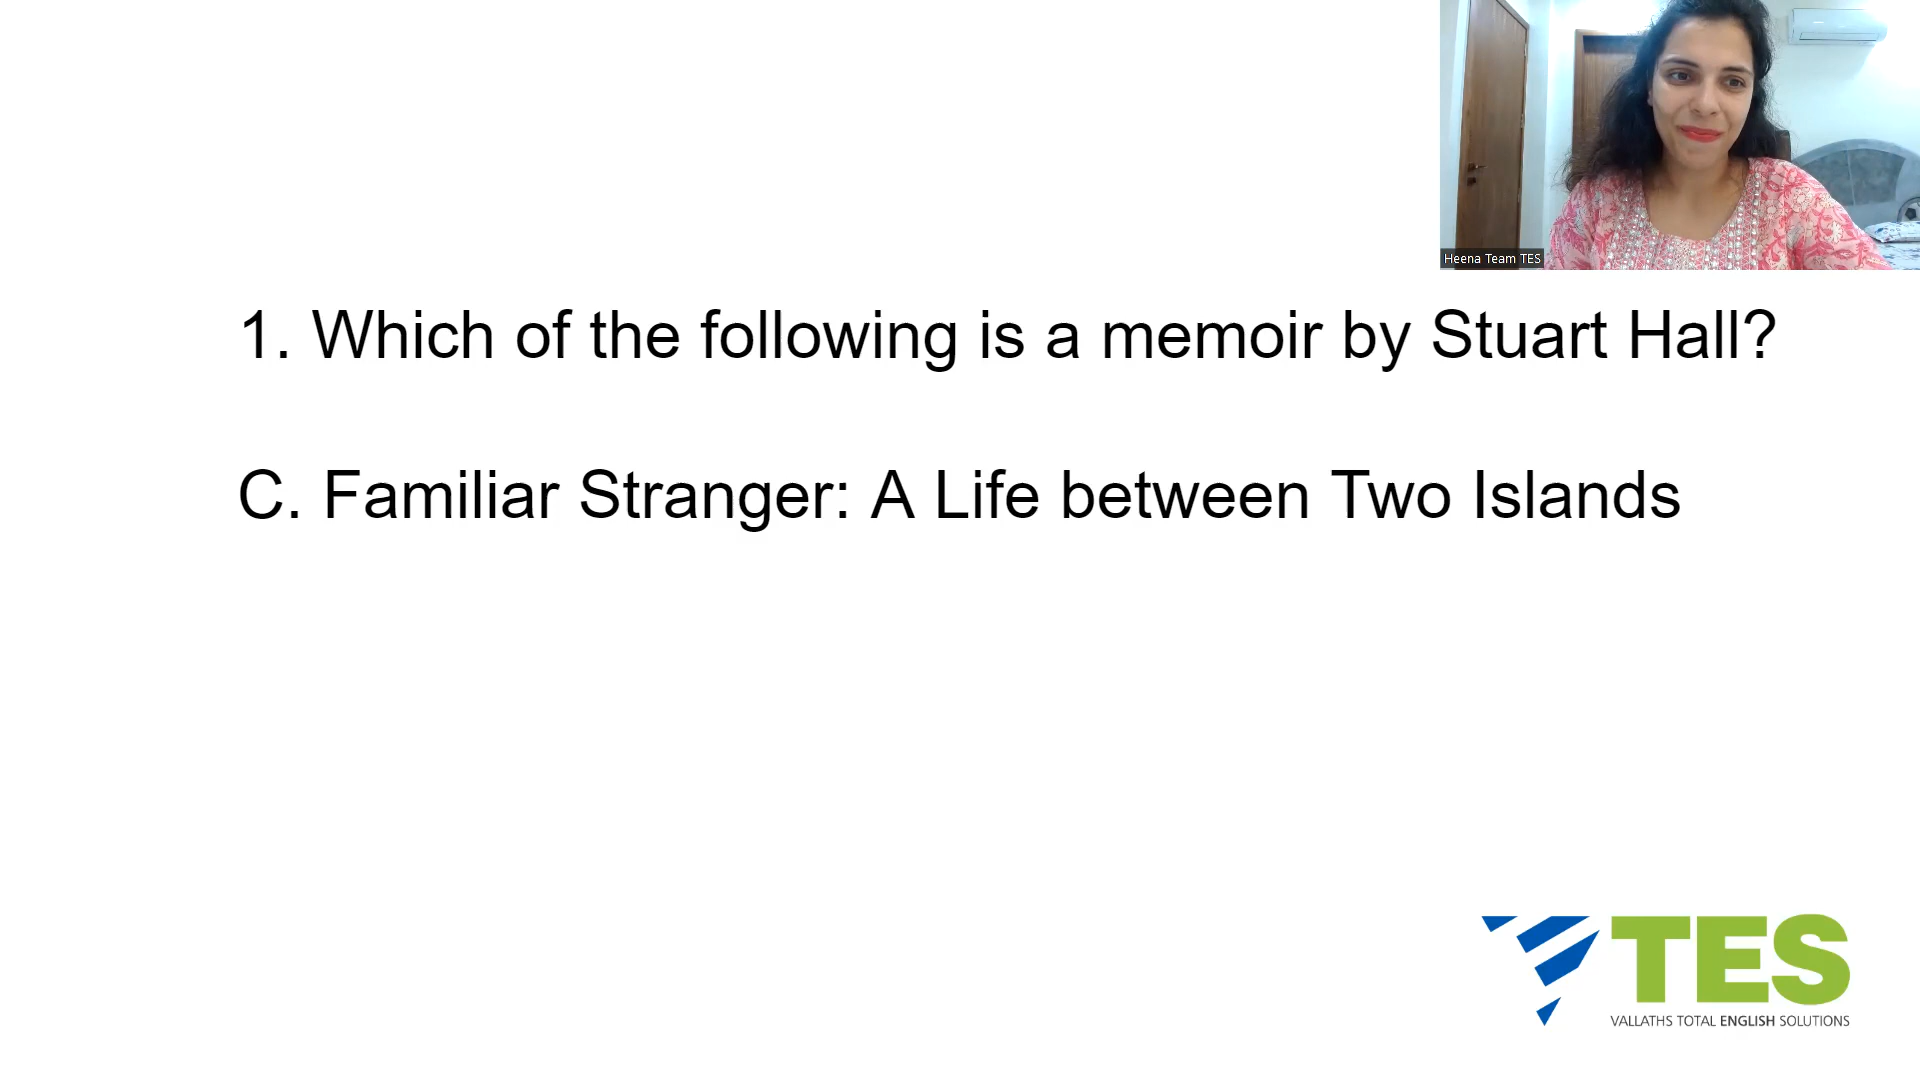 Heena Team TES
1. Which of the following is a memoir by Stuart Hall?
C. Familiar Stranger: A Life between Two Islands
TES
VALLATHS TOTAL ENGLISH SOLUTIONS